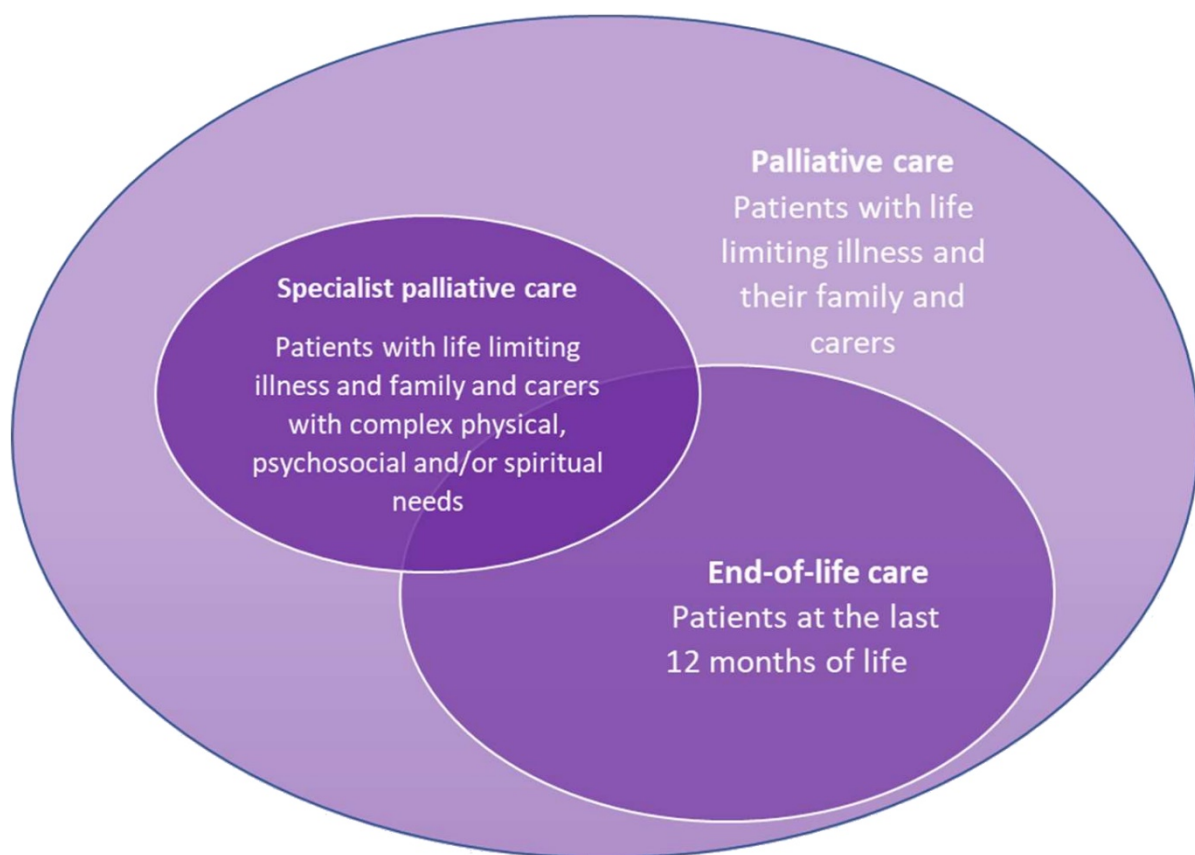 Palliative care
Patients with life
limiting illness and
their family and
carers
Specialist palliative care
Patients with life limiting
illness and family and carers
with complex physical,
psychosocial and/or spiritual
needs
End-of-life care
Patients at the last
12 months of life